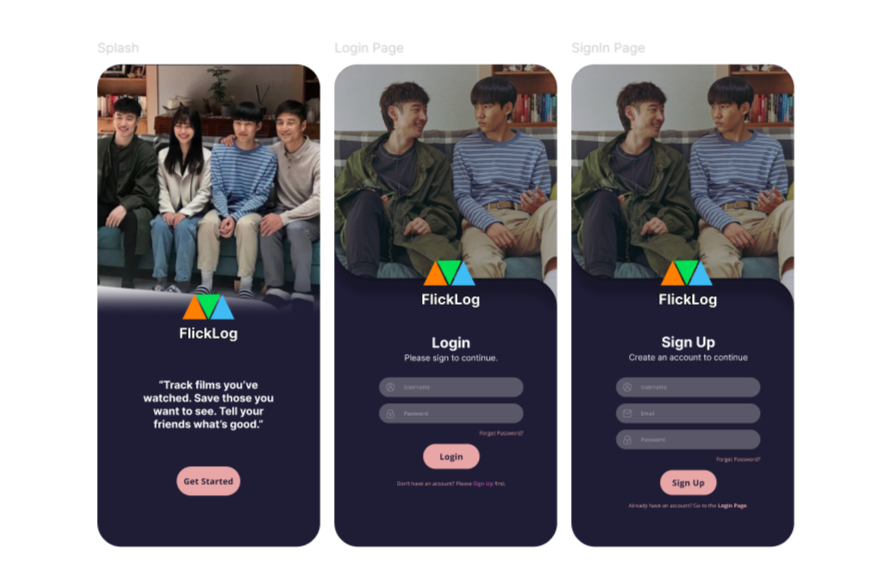 Splash
FlickLog
“Track films you’ve
watched. Save those you
want to see. Tell your
friends what’s good.”
Get Started
Login Page
FlickLog
Login
Please sign to continue.
Username
Password
Forgot Password?
Login
Don't have an account? Please Sign Up first.
SignIn Page
FlickLog
Sign Up
Create an account to continue
Username
Email
Password
Forgot Password?
Sign Up
Already have an account? Go to the Login Page.